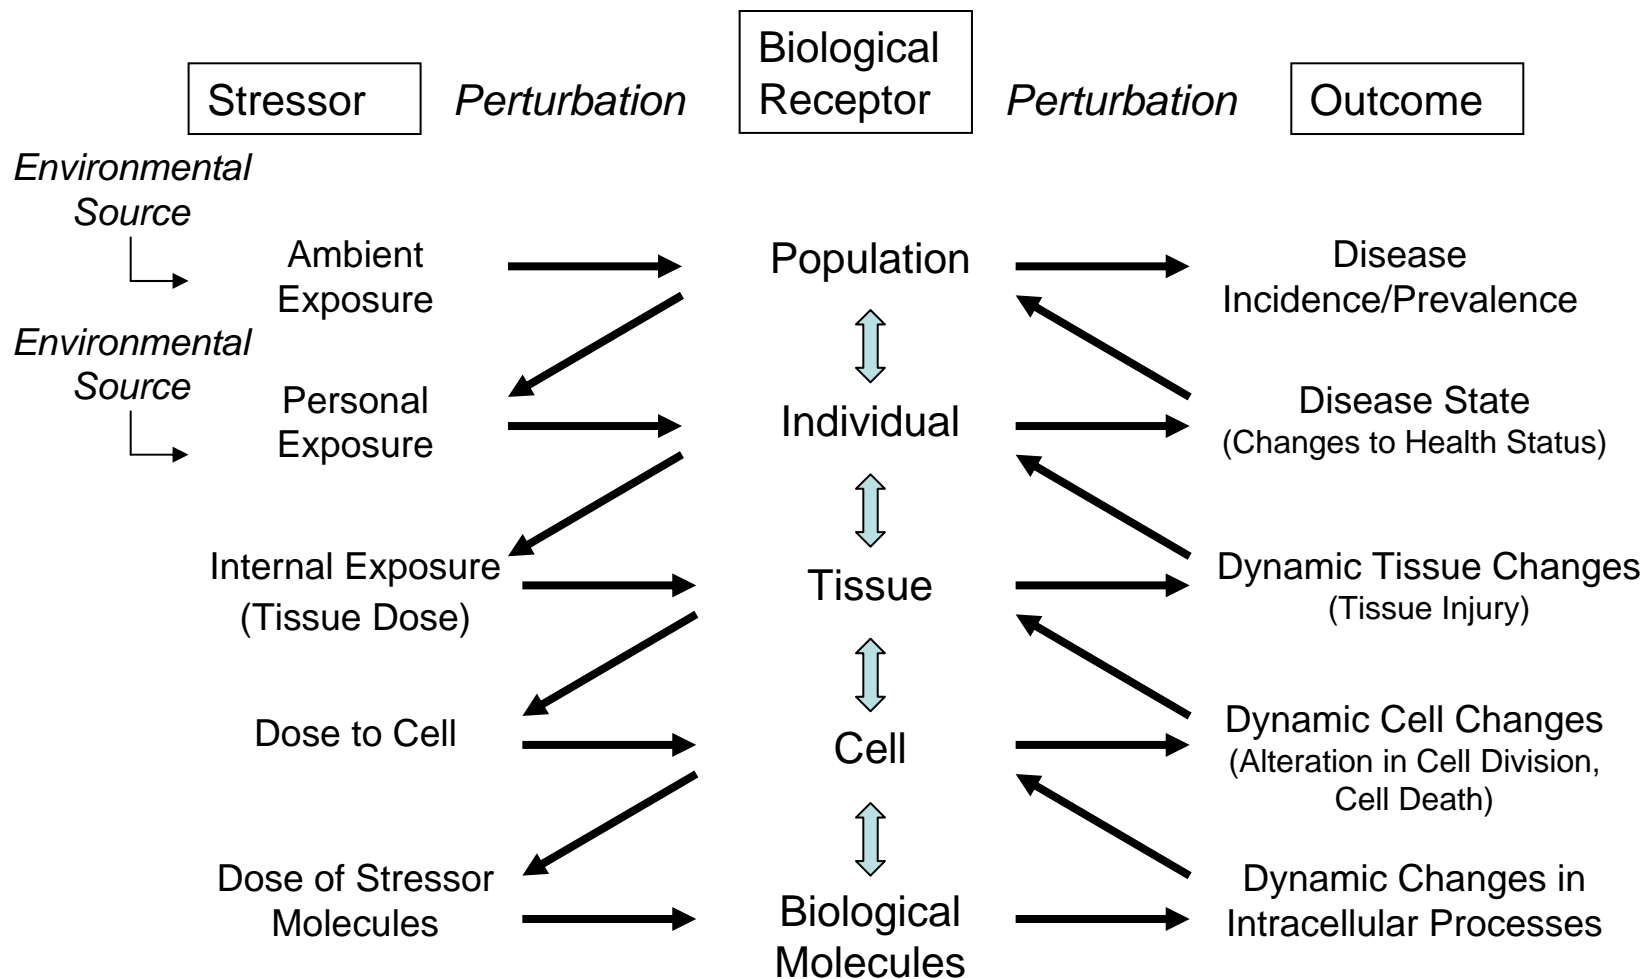 Stressor
Perturbation
Biological
Receptor
Perturbation
Outcome
Environmental
Source
Ambient
Exposure
Population
Disease
Incidence/Prevalence
Environmental
Source
Personal
Exposure
Individual
Disease State
(Changes to Health Status)
Internal Exposure
(Tissue Dose)
Tissue
Dynamic Tissue Changes
(Tissue Injury)
Dose to Cell
Cell
Dynamic Cell Changes
(Alteration in Cell Division,
Cell Death)
Dose of Stressor
Molecules
Biological
Molecules
Dynamic Changes in
Intracellular Processes